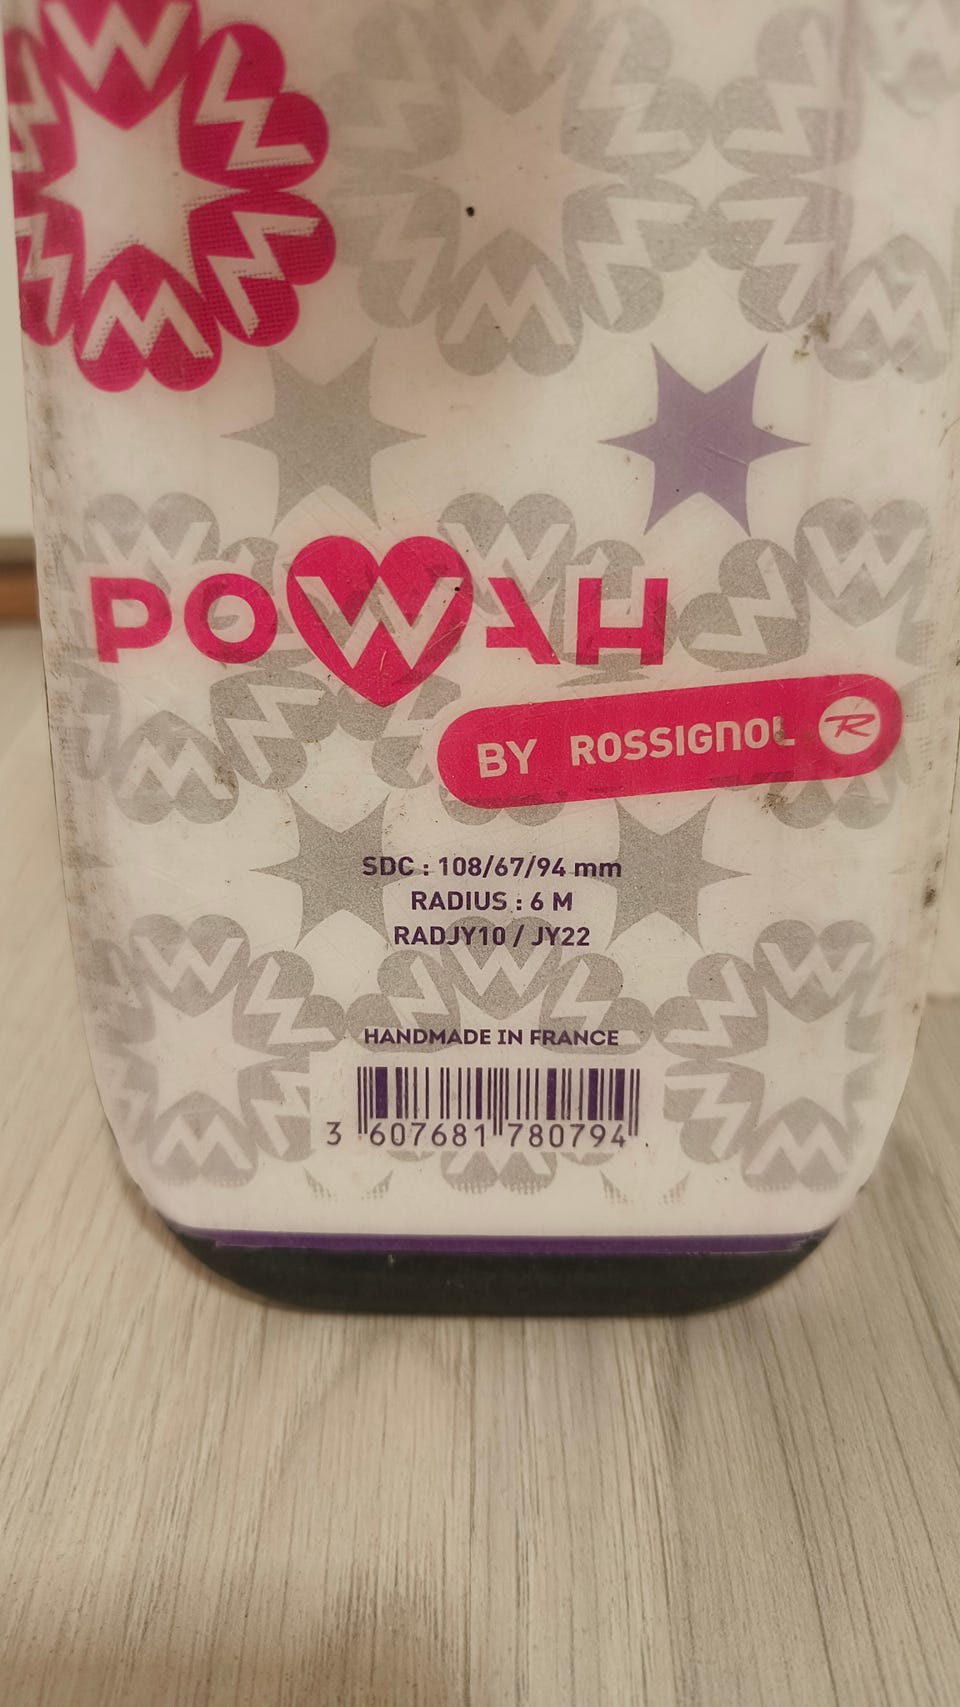 POWAH
BY ROSSIGNOL R
SDC : 108/67/94 mm
RADIUS : 6 M
RADJY10 / JY22
HANDMADE IN FRANCE
3 607681 780794